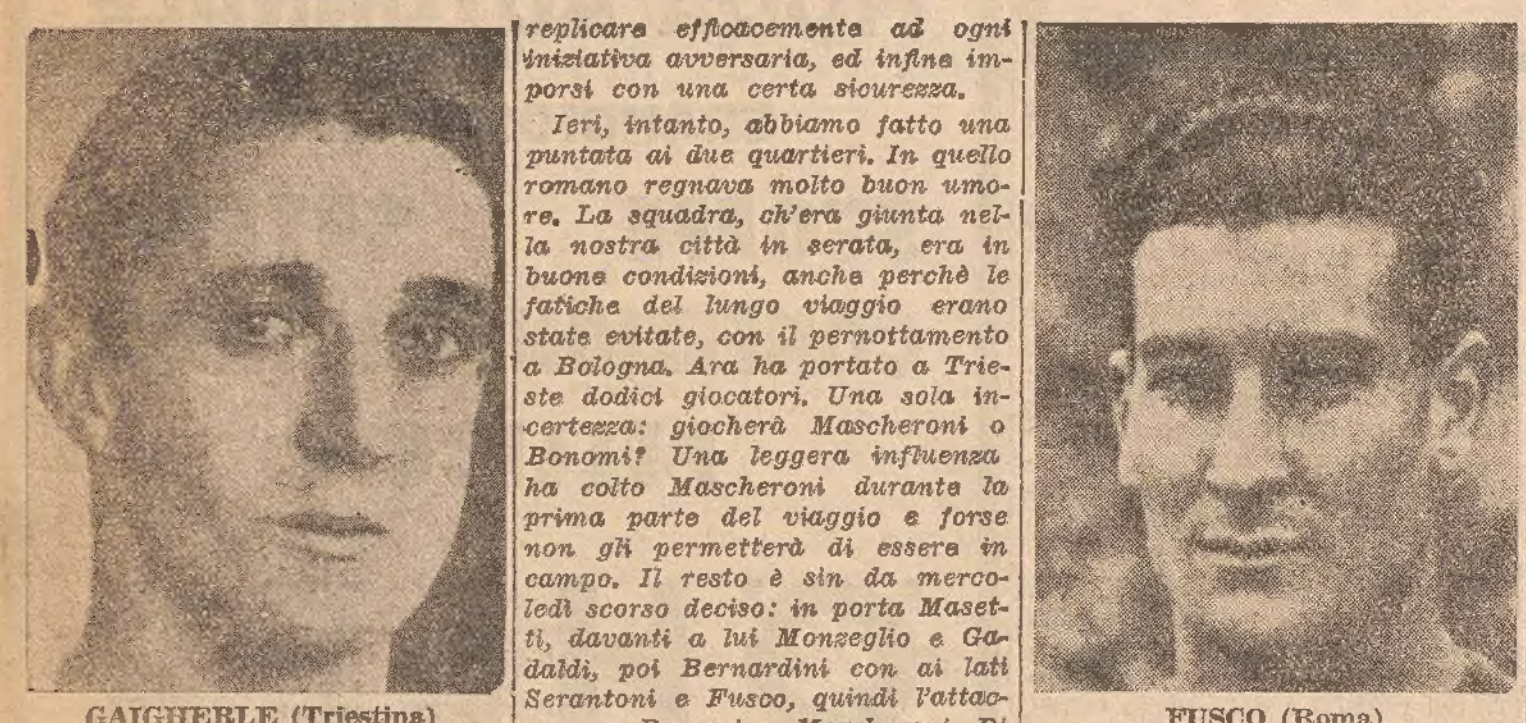 replicare efficacemente ad ogni
iniziativa avversaria, ed infine im-
porsi con una certa sicurezza.
Ieri, intanto, abbiamo fatto una
puntata ai due quartieri. In quello
romano regnava molto buon umo-
re. La squadra, ch'era giunta nel-
la nostra città in serata, era in
buone condizioni, anche perchè le
fatiche del lungo viaggio erano
state evitate, con il pernottamento
a Bologna. Ara ha portato a Trie-
ste dodici giocatori. Una sola in-
certezza: giocherà Mascheroni o
Bonomi? Una leggera influenza
ha colto Mascheroni durante la
prima parte del viaggio e forse
non gli permetterà di essere in
campo. Il resto è sin da merco-
ledì scorso deciso: in porta Maset-
ti, davanti a lui Monzeglio e Ga-
daldi, poi Bernardini con ai lati
Serantoni e Fusco, quindi l'attac-
GAIGHERLE (Triestina)
FUSCO (Roma)